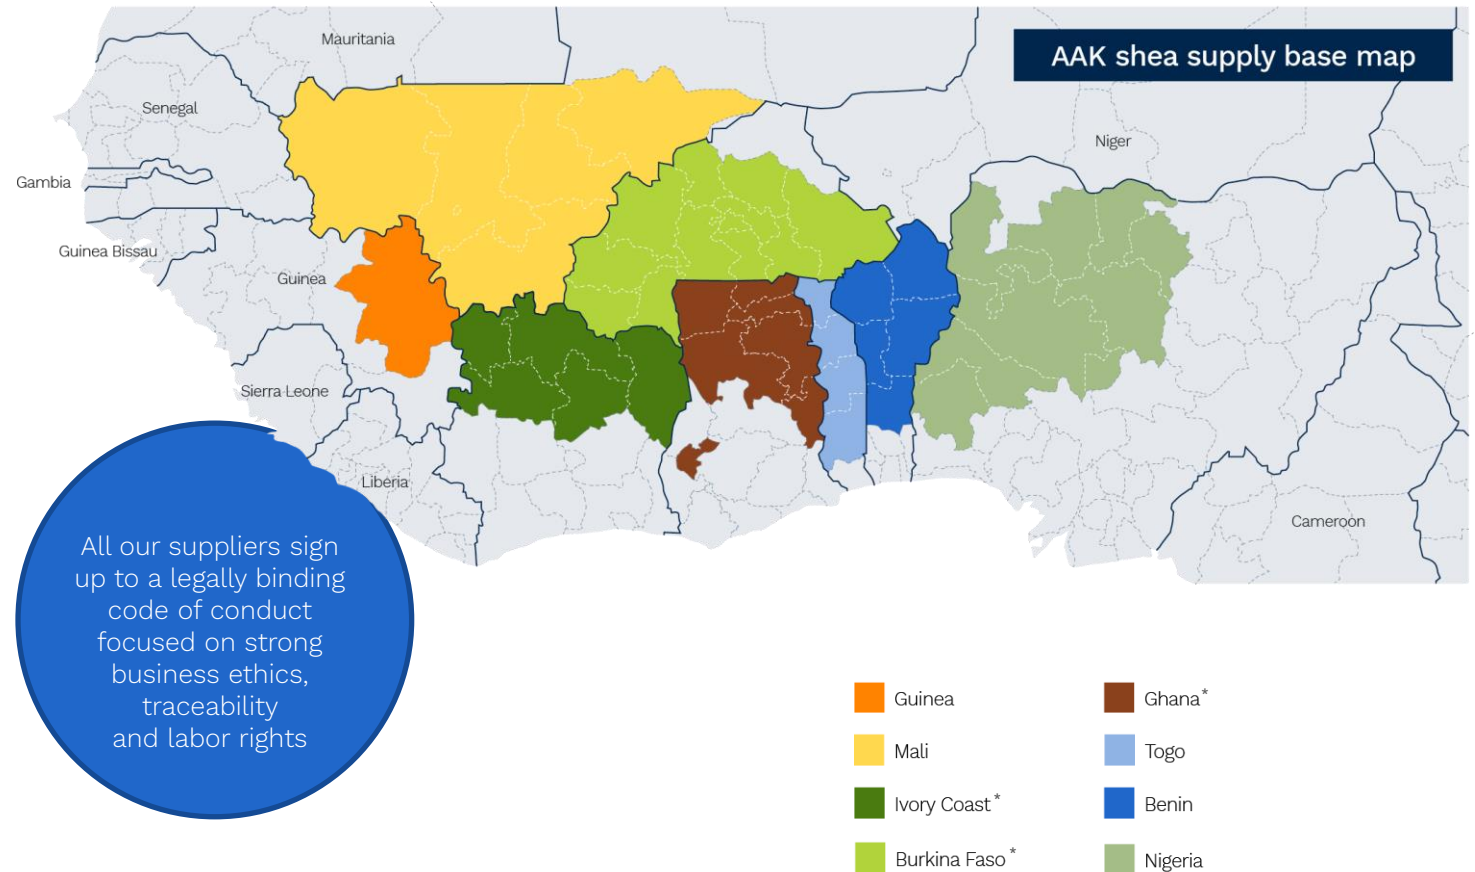 AAK shea supply base map
Mauritania
Senegal
Niger
Gambia
Guinea Bissau
Guinea
Sierra Leone
Liberia
Cameroon
All our suppliers sign
up to a legally binding
code of conduct
focused on strong
business ethics,
traceability
and labor rights
Guinea
Mali
Ivory Coast*
Burkina Faso*
Ghana*
Togo
Benin
Nigeria